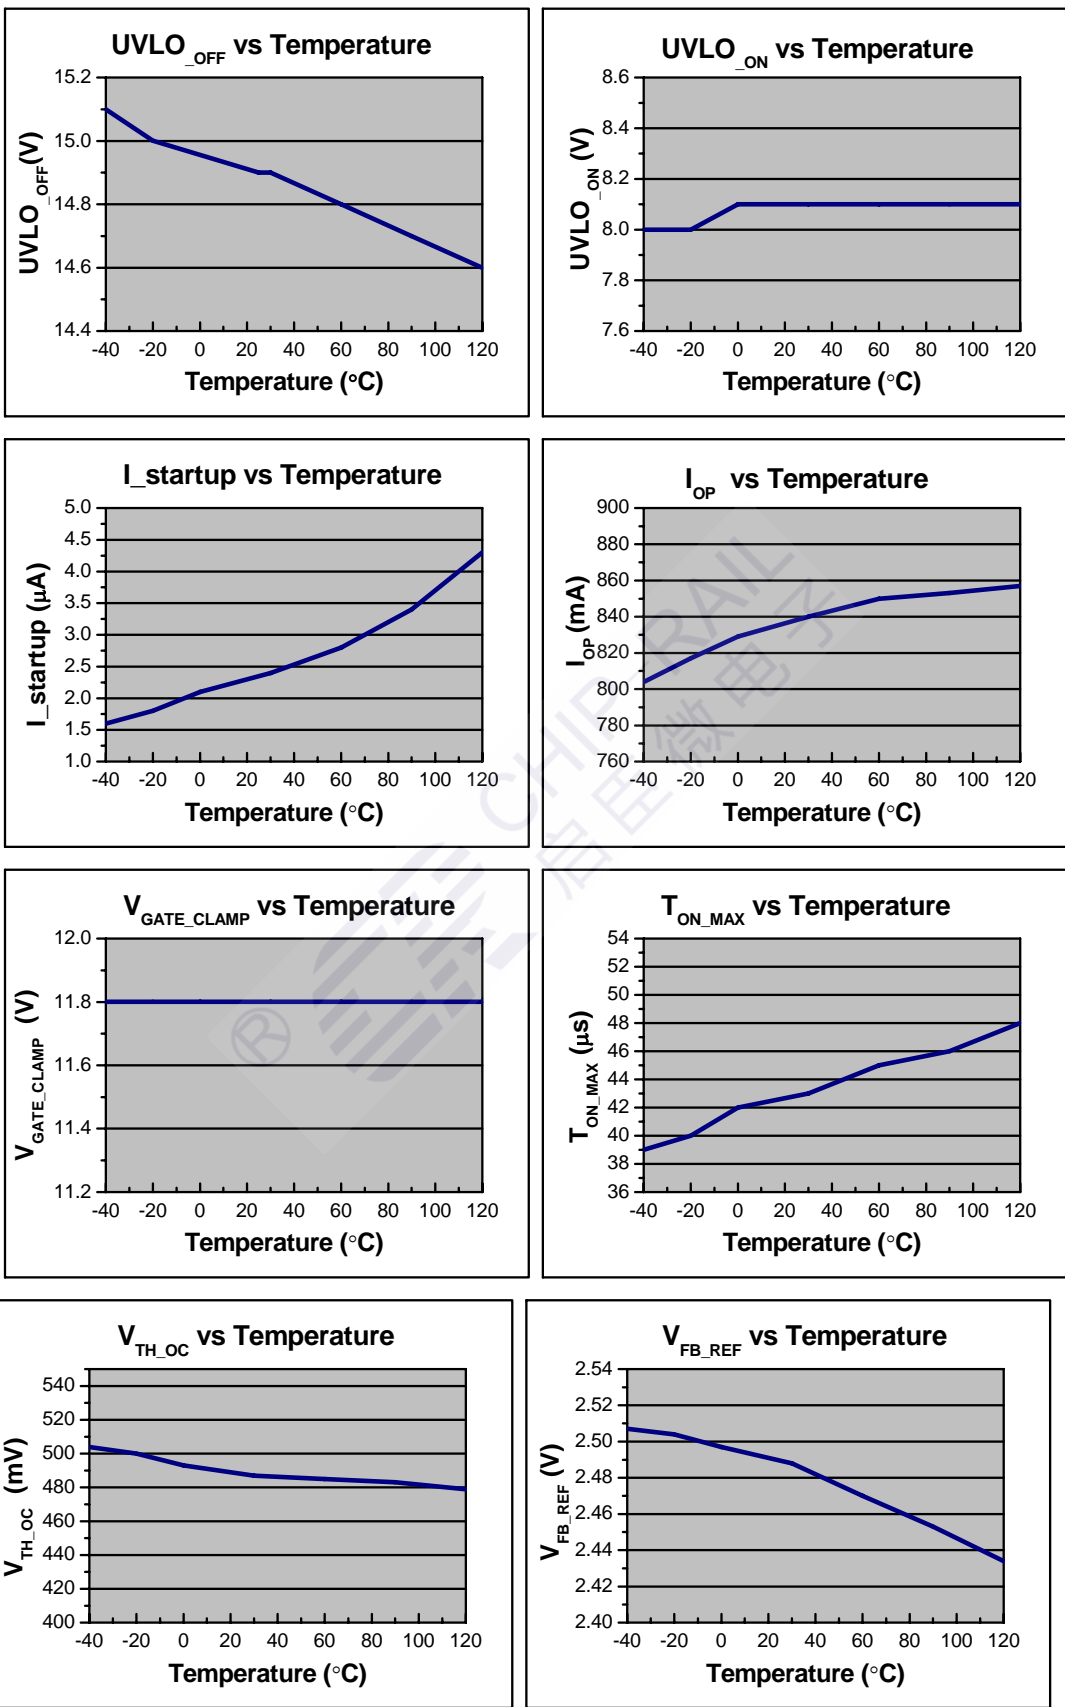 UVLO_OFF vs Temperature
15.2
15.0
14.8
14.6
14.4
UVLO_OFF(V)
-40 -20 0 20 40 60 80 100 120
Temperature (°C)
UVLO_ON vs Temperature
8.6
8.4
8.2
8.0
7.8
7.6
UVLO_ON (V)
-40 -20 0 20 40 60 80 100 120
Temperature (°C)
I_startup vs Temperature
5.0
4.5
4.0
3.5
3.0
2.5
2.0
1.5
1.0
I_startup (μA)
-40 -20 0 20 40 60 80 100 120
Temperature (°C)
IOP vs Temperature
900
880
860
840
820
800
780
760
IOP (mA)
-40 -20 0 20 40 60 80 100 120
Temperature (°C)
VGATE_CLAMP vs Temperature
12.0
11.8
11.6
11.4
11.2
VGATE_CLAMP (V)
-40 -20 0 20 40 60 80 100 120
Temperature (°C)
TON_MAX vs Temperature
54
52
50
48
46
44
42
40
38
36
TON_MAX (μs)
-40 -20 0 20 40 60 80 100 120
Temperature (°C)
VTH_OC vs Temperature
540
520
500
480
460
440
420
400
VTH_OC (mV)
-40 -20 0 20 40 60 80 100 120
Temperature (°C)
VFB_REF vs Temperature
2.54
2.52
2.50
2.48
2.46
2.44
2.42
2.40
VFB_REF (V)
-40 -20 0 20 40 60 80 100 120
Temperature (°C)
CHIP-RAIL
启臣微电子
®